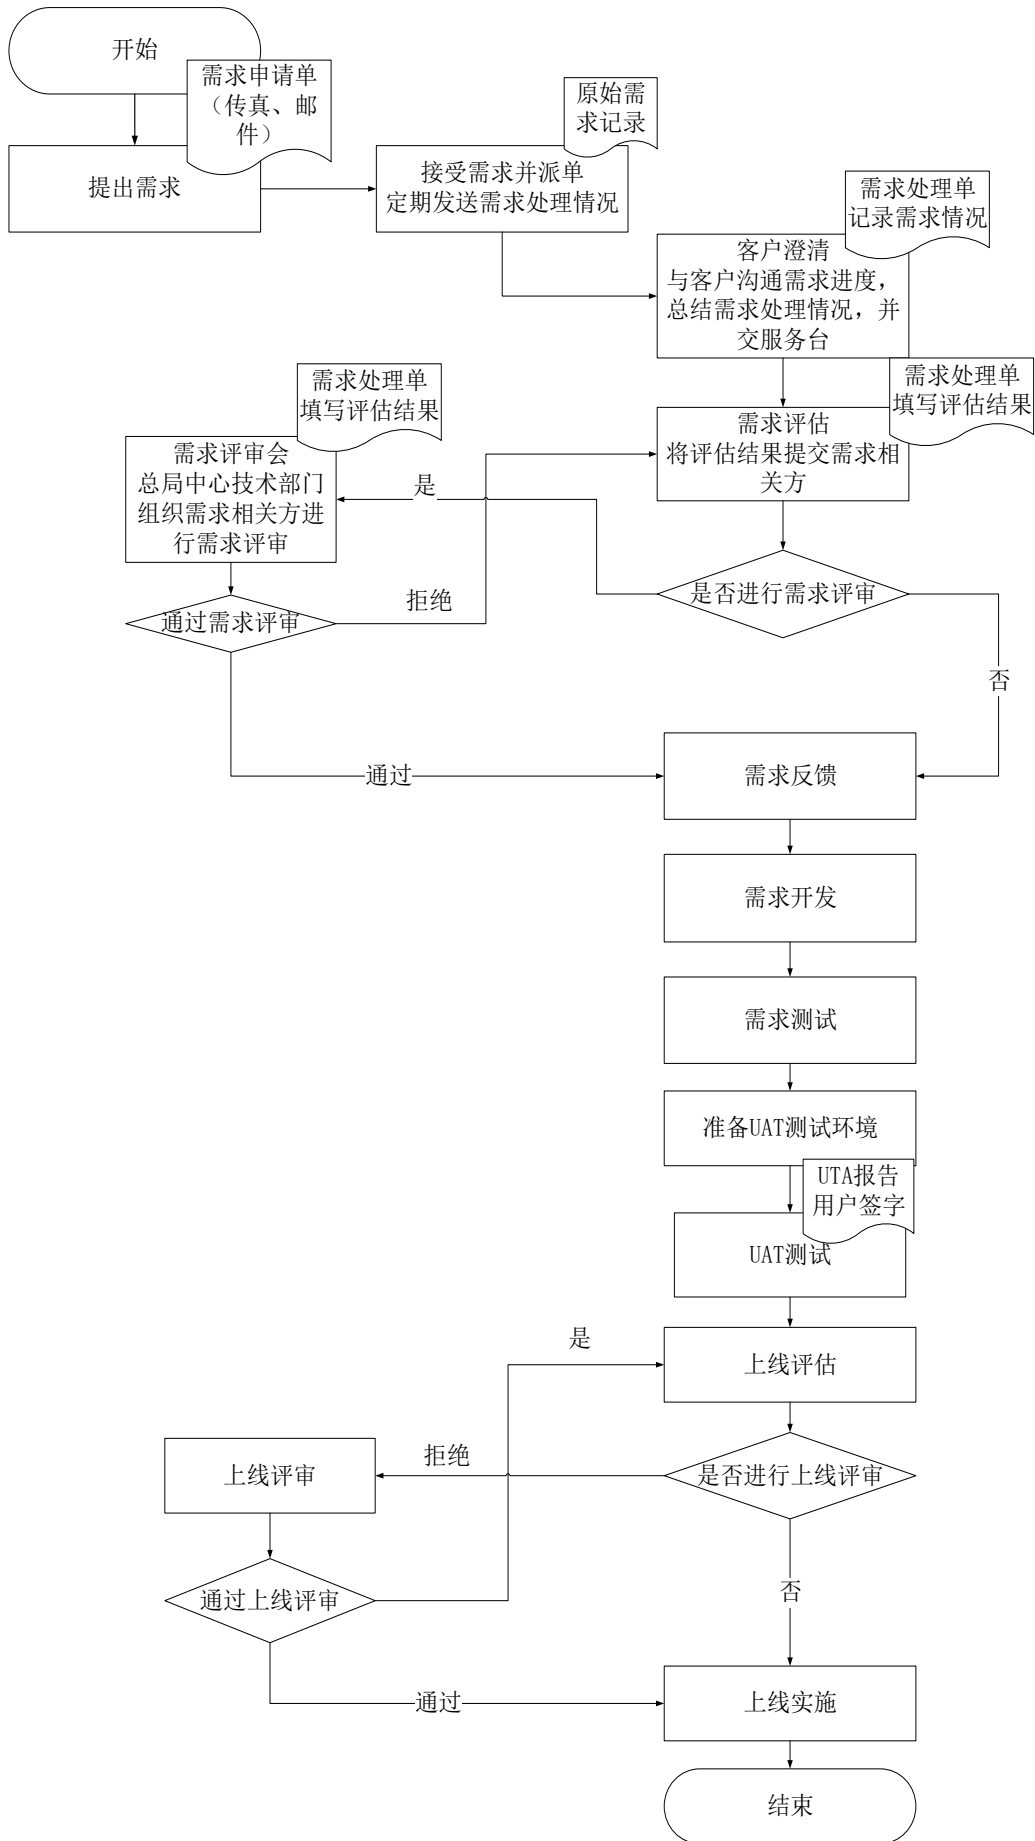 开始
需求申请单
（传真、邮
件）
提出需求
原始需
求记录
接受需求并派单
定期发送需求处理情况
需求处理单
记录需求情况
客户澄清
与客户沟通需求进度，
总结需求处理情况，并
交服务台
需求处理单
填写评估结果
需求评估
将评估结果提交需求相
关方
需求处理单
填写评估结果
需求评审会
总局中心技术部门
组织需求相关方进
行需求评审
是
是否进行需求评审
拒绝
通过需求评审
否
通过
需求反馈
需求开发
需求测试
准备UAT测试环境
UTA报告
用户签字
UAT测试
是
上线评估
拒绝
上线评审
是否进行上线评审
通过上线评审
否
通过
上线实施
结束